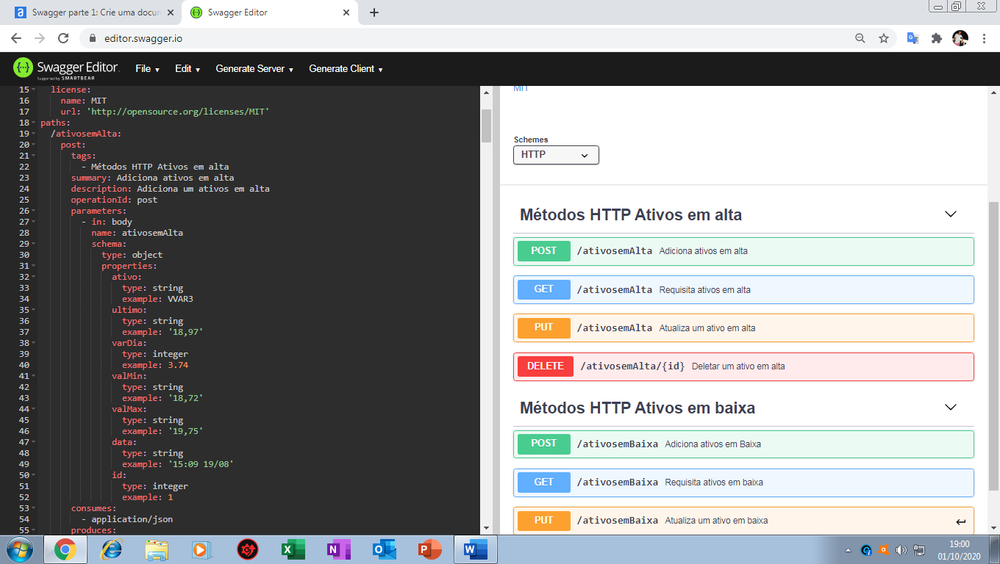 Swagger parte 1: Crie uma docu
Swagger Editor
editor.swagger.io
Swagger Editor
Supported by SMARTBEAR
File
Edit
Generate Server
Generate Client
15 license:
16 name: MIT
17 url: 'http://opensource.org/licenses/MIT'
18 paths:
19 /ativosemAlta:
20 post:
21 tags:
22 - Métodos HTTP Ativos em alta
23 summary: Adiciona ativos em alta
24 description: Adiciona um ativos em alta
25 operationId: post
26 parameters:
27 - in: body
28 name: ativosemAlta
29 schema:
30 type: object
31 properties:
32 ativo:
33 type: string
34 example: VVAR3
35 ultimo:
36 type: string
37 example: '18,97'
38 varDia:
39 type: integer
40 example: 3.74
41 valMin:
42 type: string
43 example: '18,72'
44 valMax:
45 type: string
46 example: '19,75'
47 data:
48 type: string
49 example: '15:09 19/08'
50 id:
51 type: integer
52 example: 1
53 consumes:
54 - application/json
55 produces:
MIT
Schemes
HTTP
Métodos HTTP Ativos em alta
POST /ativosemAlta Adiciona ativos em alta
GET /ativosemAlta Requisita ativos em alta
PUT /ativosemAlta Atualiza um ativo em alta
DELETE /ativosemAlta/{id} Deletar um ativo em alta
Métodos HTTP Ativos em baixa
POST /ativosemBaixa Adiciona ativos em Baixa
GET /ativosemBaixa Requisita ativos em baixa
PUT /ativosemBaixa Atualiza um ativo em baixa
19:00
01/10/2020